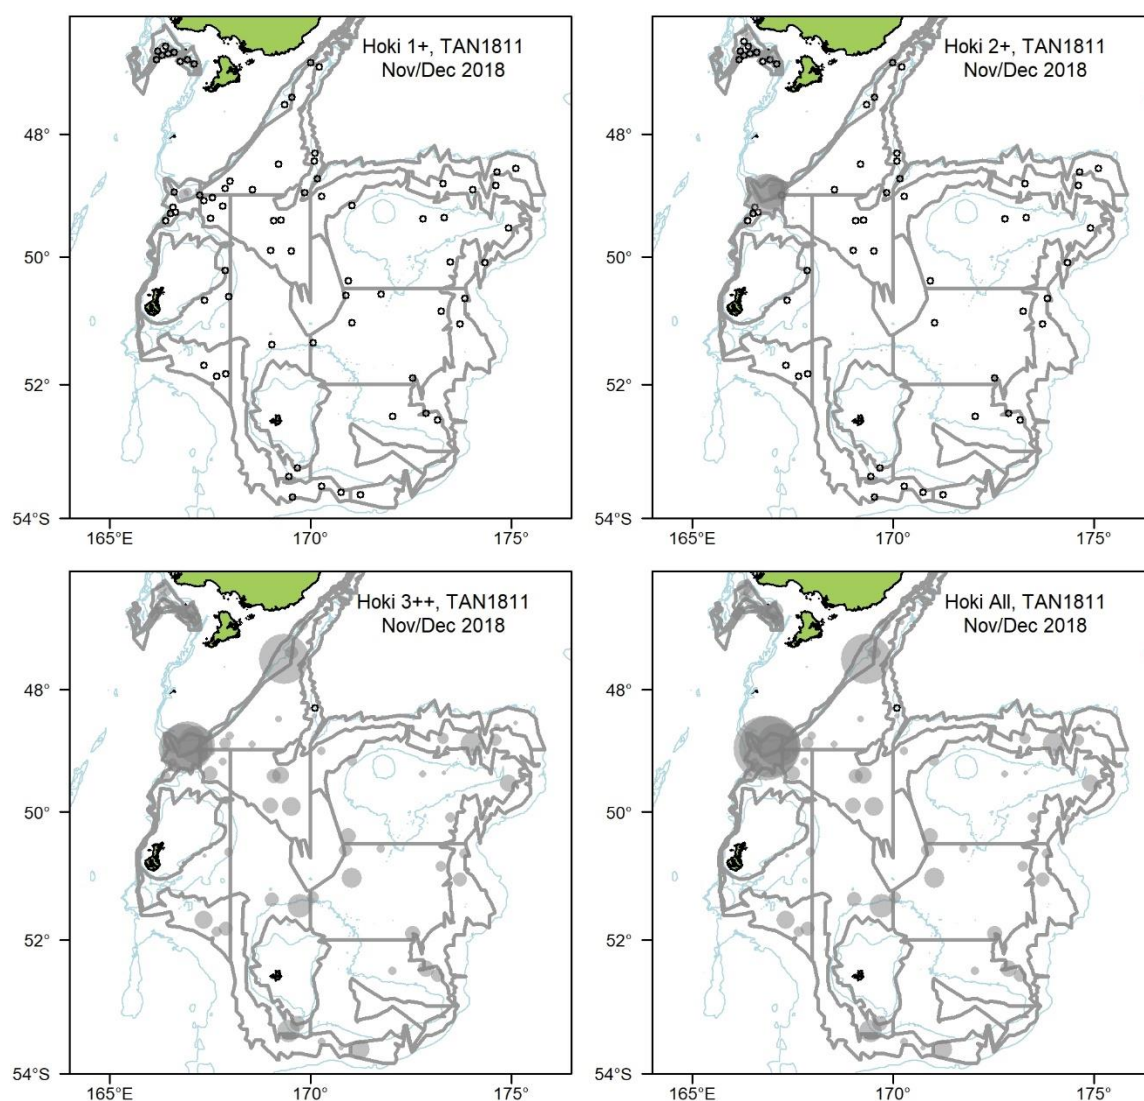 Hoki 1+, TAN1811
Nov/Dec 2018
48°
50°
52°
54°S
165°E
170°
175°
Hoki 2+, TAN1811
Nov/Dec 2018
48°
50°
52°
54°S
165°E
170°
175°
Hoki 3++, TAN1811
Nov/Dec 2018
48°
50°
52°
54°S
165°E
170°
175°
Hoki All, TAN1811
Nov/Dec 2018
48°
50°
52°
54°S
165°E
170°
175°